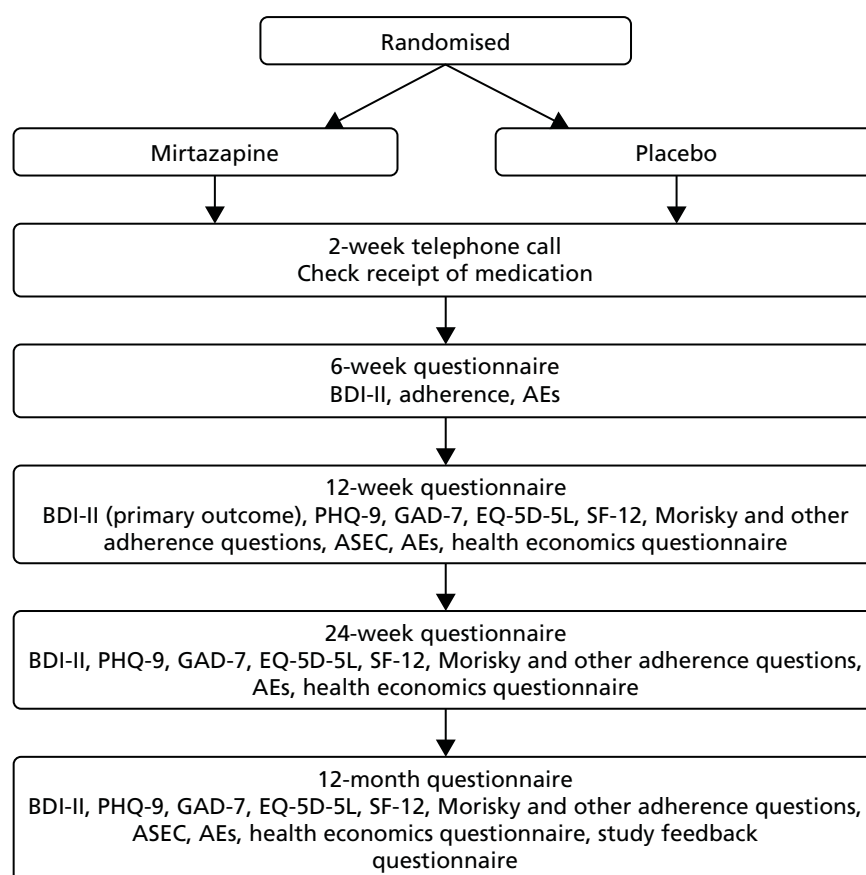 Randomised
Mirtazapine
Placebo
2-week telephone call
Check receipt of medication
6-week questionnaire
BDI-II, adherence, AEs
12-week questionnaire
BDI-II (primary outcome), PHQ-9, GAD-7, EQ-5D-5L, SF-12, Morisky and other
adherence questions, ASEC, AEs, health economics questionnaire
24-week questionnaire
BDI-II, PHQ-9, GAD-7, EQ-5D-5L, SF-12, Morisky and other adherence questions,
AEs, health economics questionnaire
12-month questionnaire
BDI-II, PHQ-9, GAD-7, EQ-5D-5L, SF-12, Morisky and other adherence questions,
ASEC, AEs, health economics questionnaire, study feedback
questionnaire